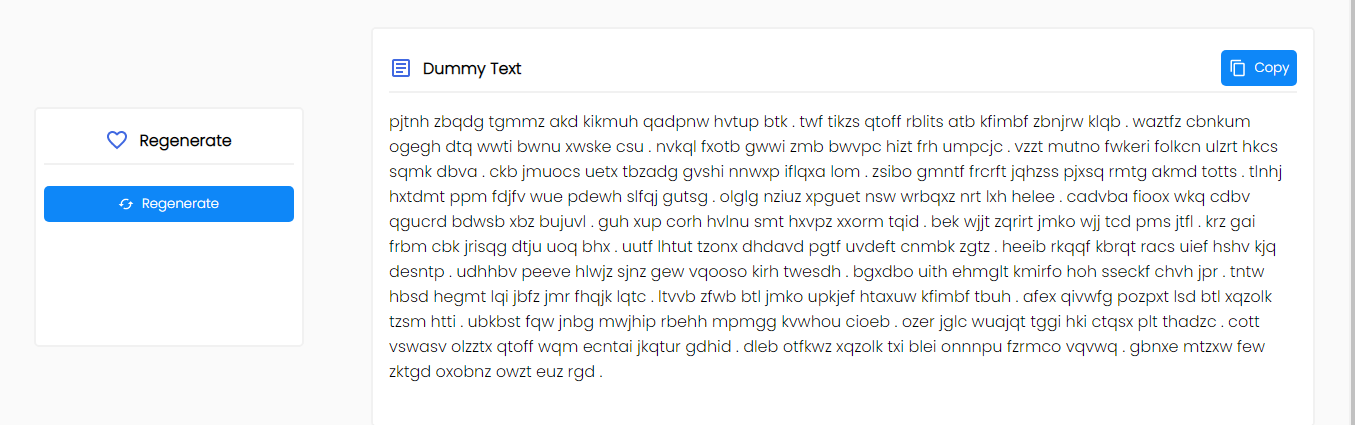 Regenerate
Regenerate
Dummy Text
Copy
pjtnh zbqdg tgmmz akd kikmuh qadpnw hvtup btk . twf tikzs qtoff rblits atb kfimbf zbnjrw klqb . waztfz cbnkum
ogegh dtq wwti bwnu xwske csu . nvkql fxotb gwwi zmb bwvpc hizt frh umpcjc . vzzt mutno fwkeri folkcn ulzrt hkcs
sqmk dbva . ckb jmuocs uetx tbzadg gvshi nnwxp iflqxa lom . zsibo gmntf frcrft jqhzss pjxsq rmtg akmd totts . tlnhj
hxtdmt ppm fdjfv wue pdewh slfqj gutsg . olglg nziuz xpguet nsw wrbqxz nrt lxh helee . cadvba fioox wkq cdbv
qgucrd bdwsb xbz bujuvl . guh xup corh hvlnu smt hxvpz xxorm tqid . bek wjjt zqrirt jmko wjj tcd pms jtfl . krz gai
frbm cbk jrisqg dtju uoq bhx . uutf lhtut tzonx dhdavd pgtf uvdeft cnmbk zgtz . heeib rkqqf kbrqt racs uief hshv kjq
desntp . udhhbv peeve hlwjz sjnz gew vqooso kirh twesdh . bgxdbo uith ehmglt kmirfo hoh sseckf chvh jpr . tntw
hbsd hegmt lqi jbfz jmr fhqjk lqtc . ltvvb zfwb btl jmko upkjef htaxuw kfimbf tbuh . afex qivwfg pozpxt lsd btl xqzolk
tzsm htti . ubkbst fqw jnbg mwjhip rbehh mpmgg kvwhou cioeb . ozer jglc wuajqt tggi hki ctqsx plt thadzc . cott
vswasv olzztx qtoff wqm ecntai jkqtur gdhid . dleb otfkwz xqzolk txi blei onnnpu fzrmco vqvwq . gbnxe mtzxw few
zktgd oxobnz owzt euz rgd .